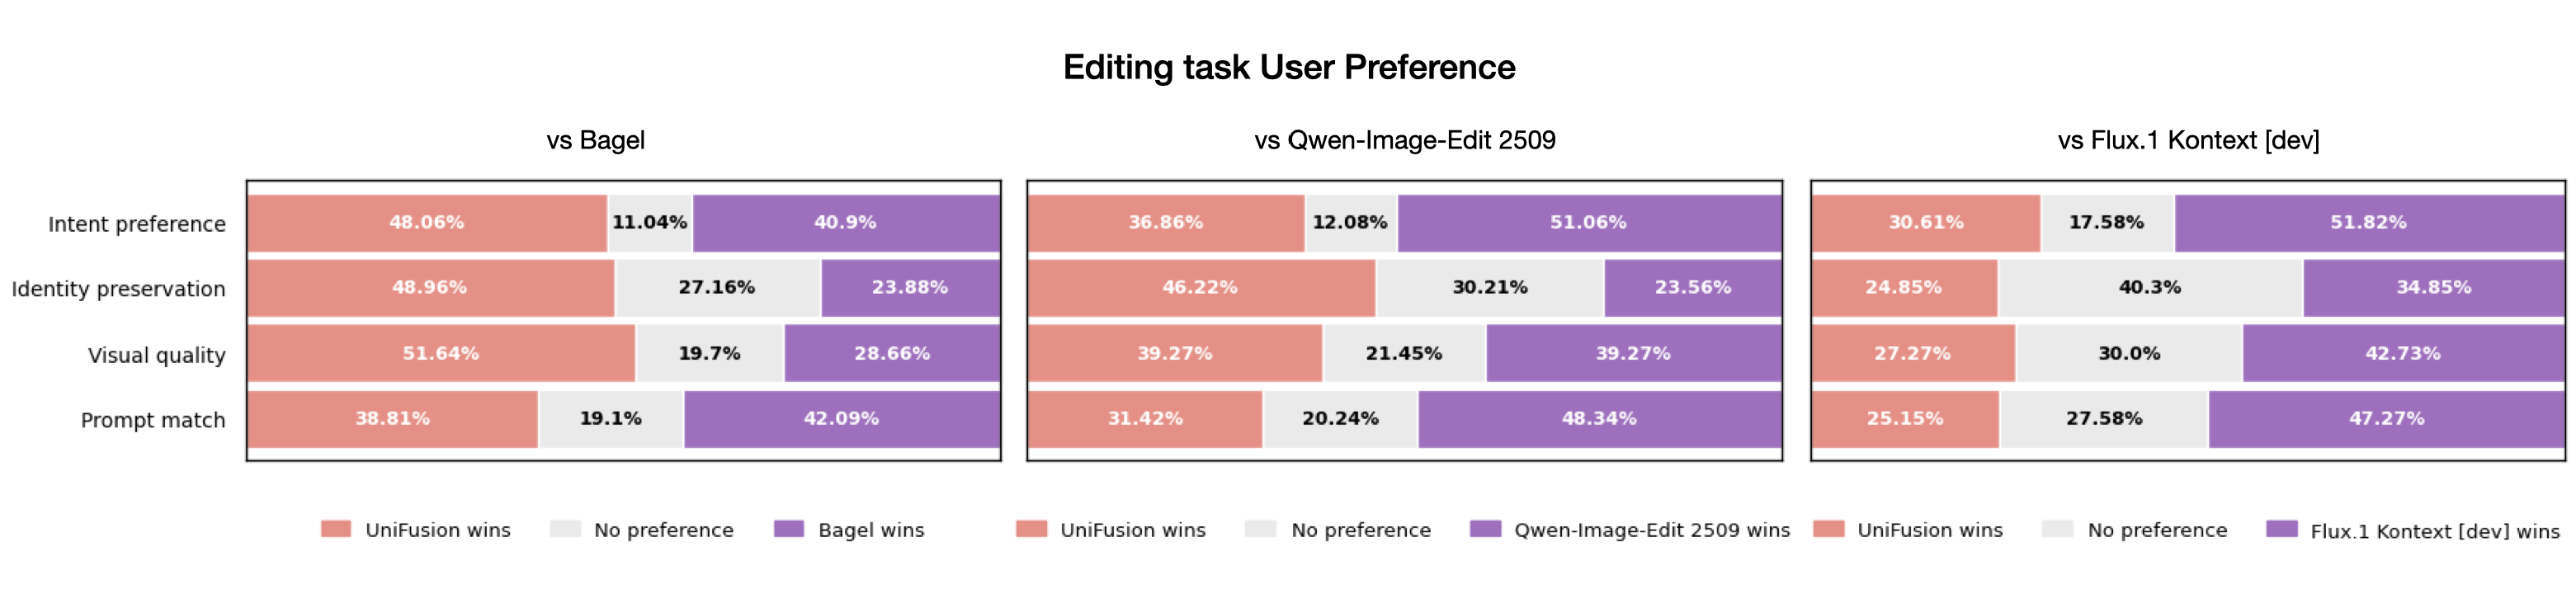 Editing task User Preference
vs Bagel
vs Qwen-Image-Edit 2509
vs Flux.1 Kontext [dev]
Intent preference 48.06% 11.04% 40.9% 36.86% 12.08% 51.06% 30.61% 17.58% 51.82%
Identity preservation 48.96% 27.16% 23.88% 46.22% 30.21% 23.56% 24.85% 40.3% 34.85%
Visual quality 51.64% 19.7% 28.66% 39.27% 21.45% 39.27% 27.27% 30.0% 42.73%
Prompt match 38.81% 19.1% 42.09% 31.42% 20.24% 48.34% 25.15% 27.58% 47.27%
UniFusion wins No preference Bagel wins
UniFusion wins No preference Qwen-Image-Edit 2509 wins
UniFusion wins No preference Flux.1 Kontext [dev] wins